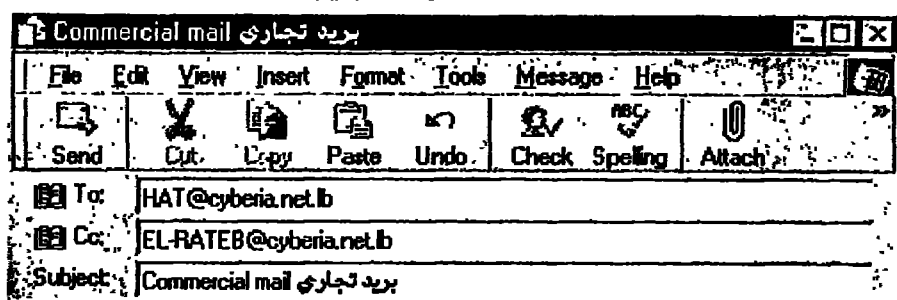 Commercial mail بريد تجاري
File Edit View Insert Format Tools Message Help
Send Cut Copy Paste Undo Check Spelling Attach »
To: HAT@cyberia.net.lb
Cc: EL-RATEB@cyberia.net.lb
Subject: Commercial mail بريد تجاري